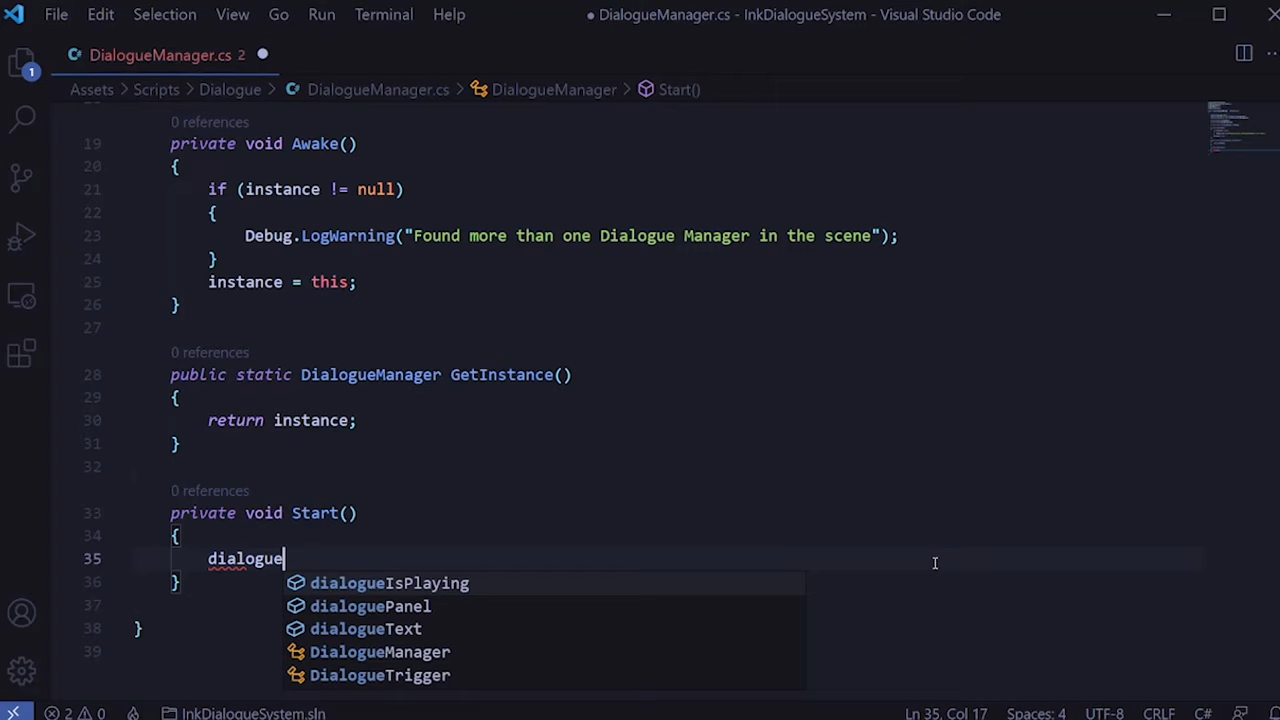 File Edit Selection View Go Run Terminal Help ● DialogueManager.cs - InkDialogueSystem - Visual Studio Code
DialogueManager.cs 2
1
Assets > Scripts > Dialogue > DialogueManager.cs > DialogueManager > Start()
0 references
19 private void Awake()
20 {
21 if (instance != null)
22 {
23 Debug.LogWarning("Found more than one Dialogue Manager in the scene");
24 }
25 instance = this;
26 }
27
0 references
28 public static DialogueManager GetInstance()
29 {
30 return instance;
31 }
32
0 references
33 private void Start()
34 {
35 dialogue
36 }
dialogueIsPlaying
37
dialoguePanel
38 }
dialogueText
39
DialogueManager
DialogueTrigger
2 0 InkDialogueSystem.sln Ln 35, Col 17 Spaces: 4 UTF-8 CRLF C#